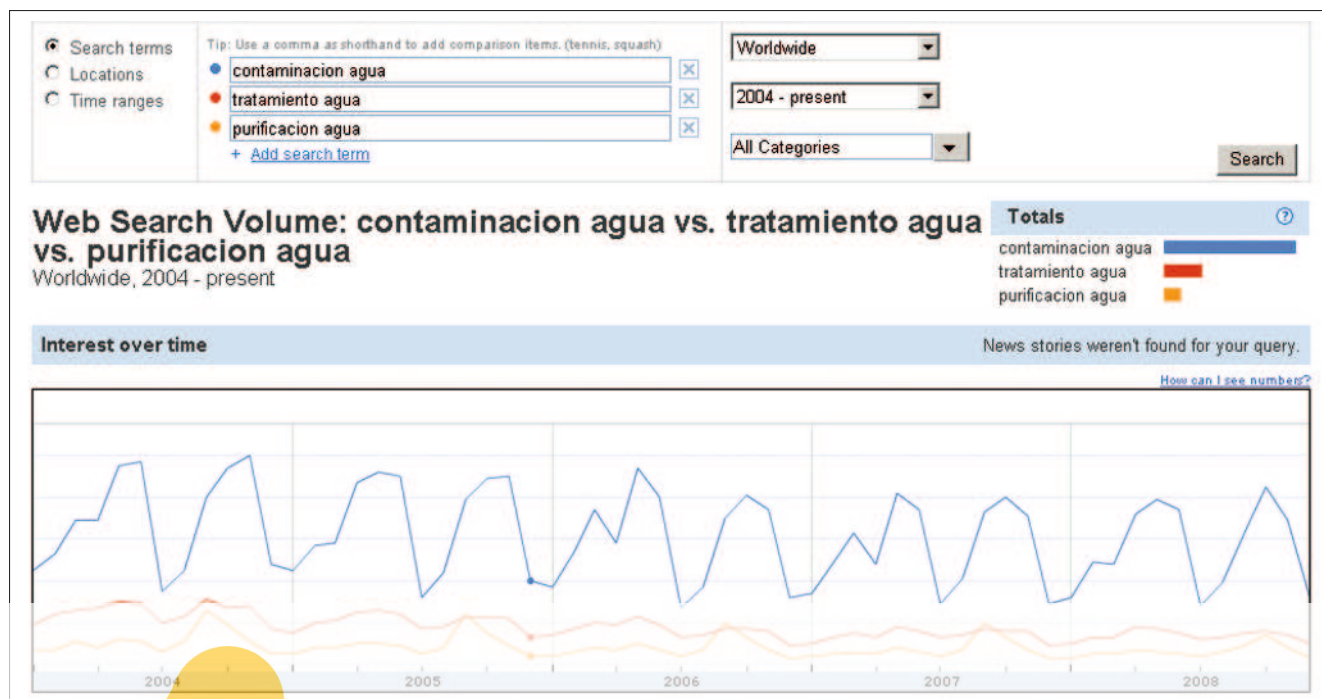 Search terms
Locations
Time ranges
Tip: Use a comma as shorthand to add comparison items. (tennis, squash)
contaminacion agua
tratamiento agua
purificacion agua
+ Add search term
Worldwide
2004 - present
All Categories
Search
Web Search Volume: contaminacion agua vs. tratamiento agua
vs. purificacion agua
Worldwide, 2004 - present
Totals ?
contaminacion agua
tratamiento agua
purificacion agua
Interest over time News stories weren't found for your query.
How can I see numbers?
2004 2005 2006 2007 2008